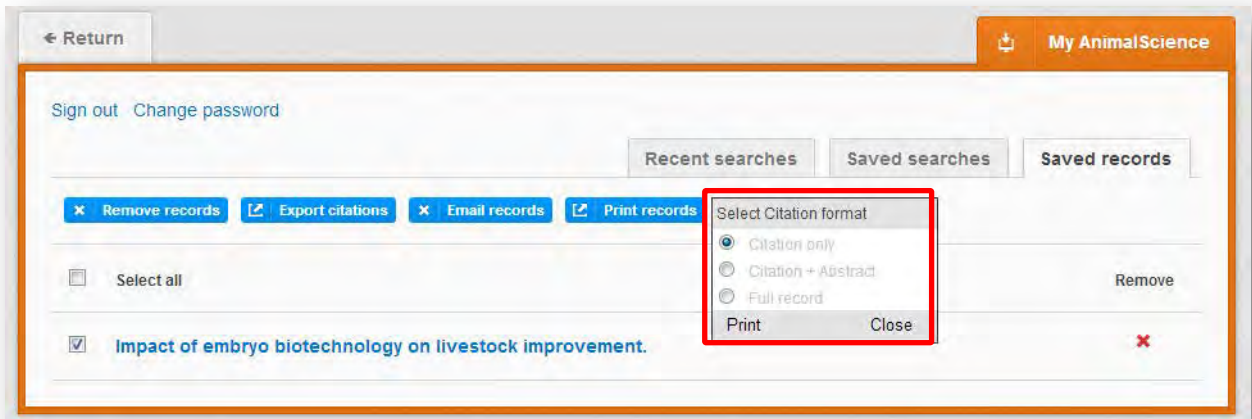 Return
My AnimalScience
Sign out Change password
Recent searches Saved searches Saved records
Remove records Export citations Email records Print records
Select Citation format
Citation only
Citation + Abstract
Full record
Print Close
Select all Remove
Impact of embryo biotechnology on livestock improvement.